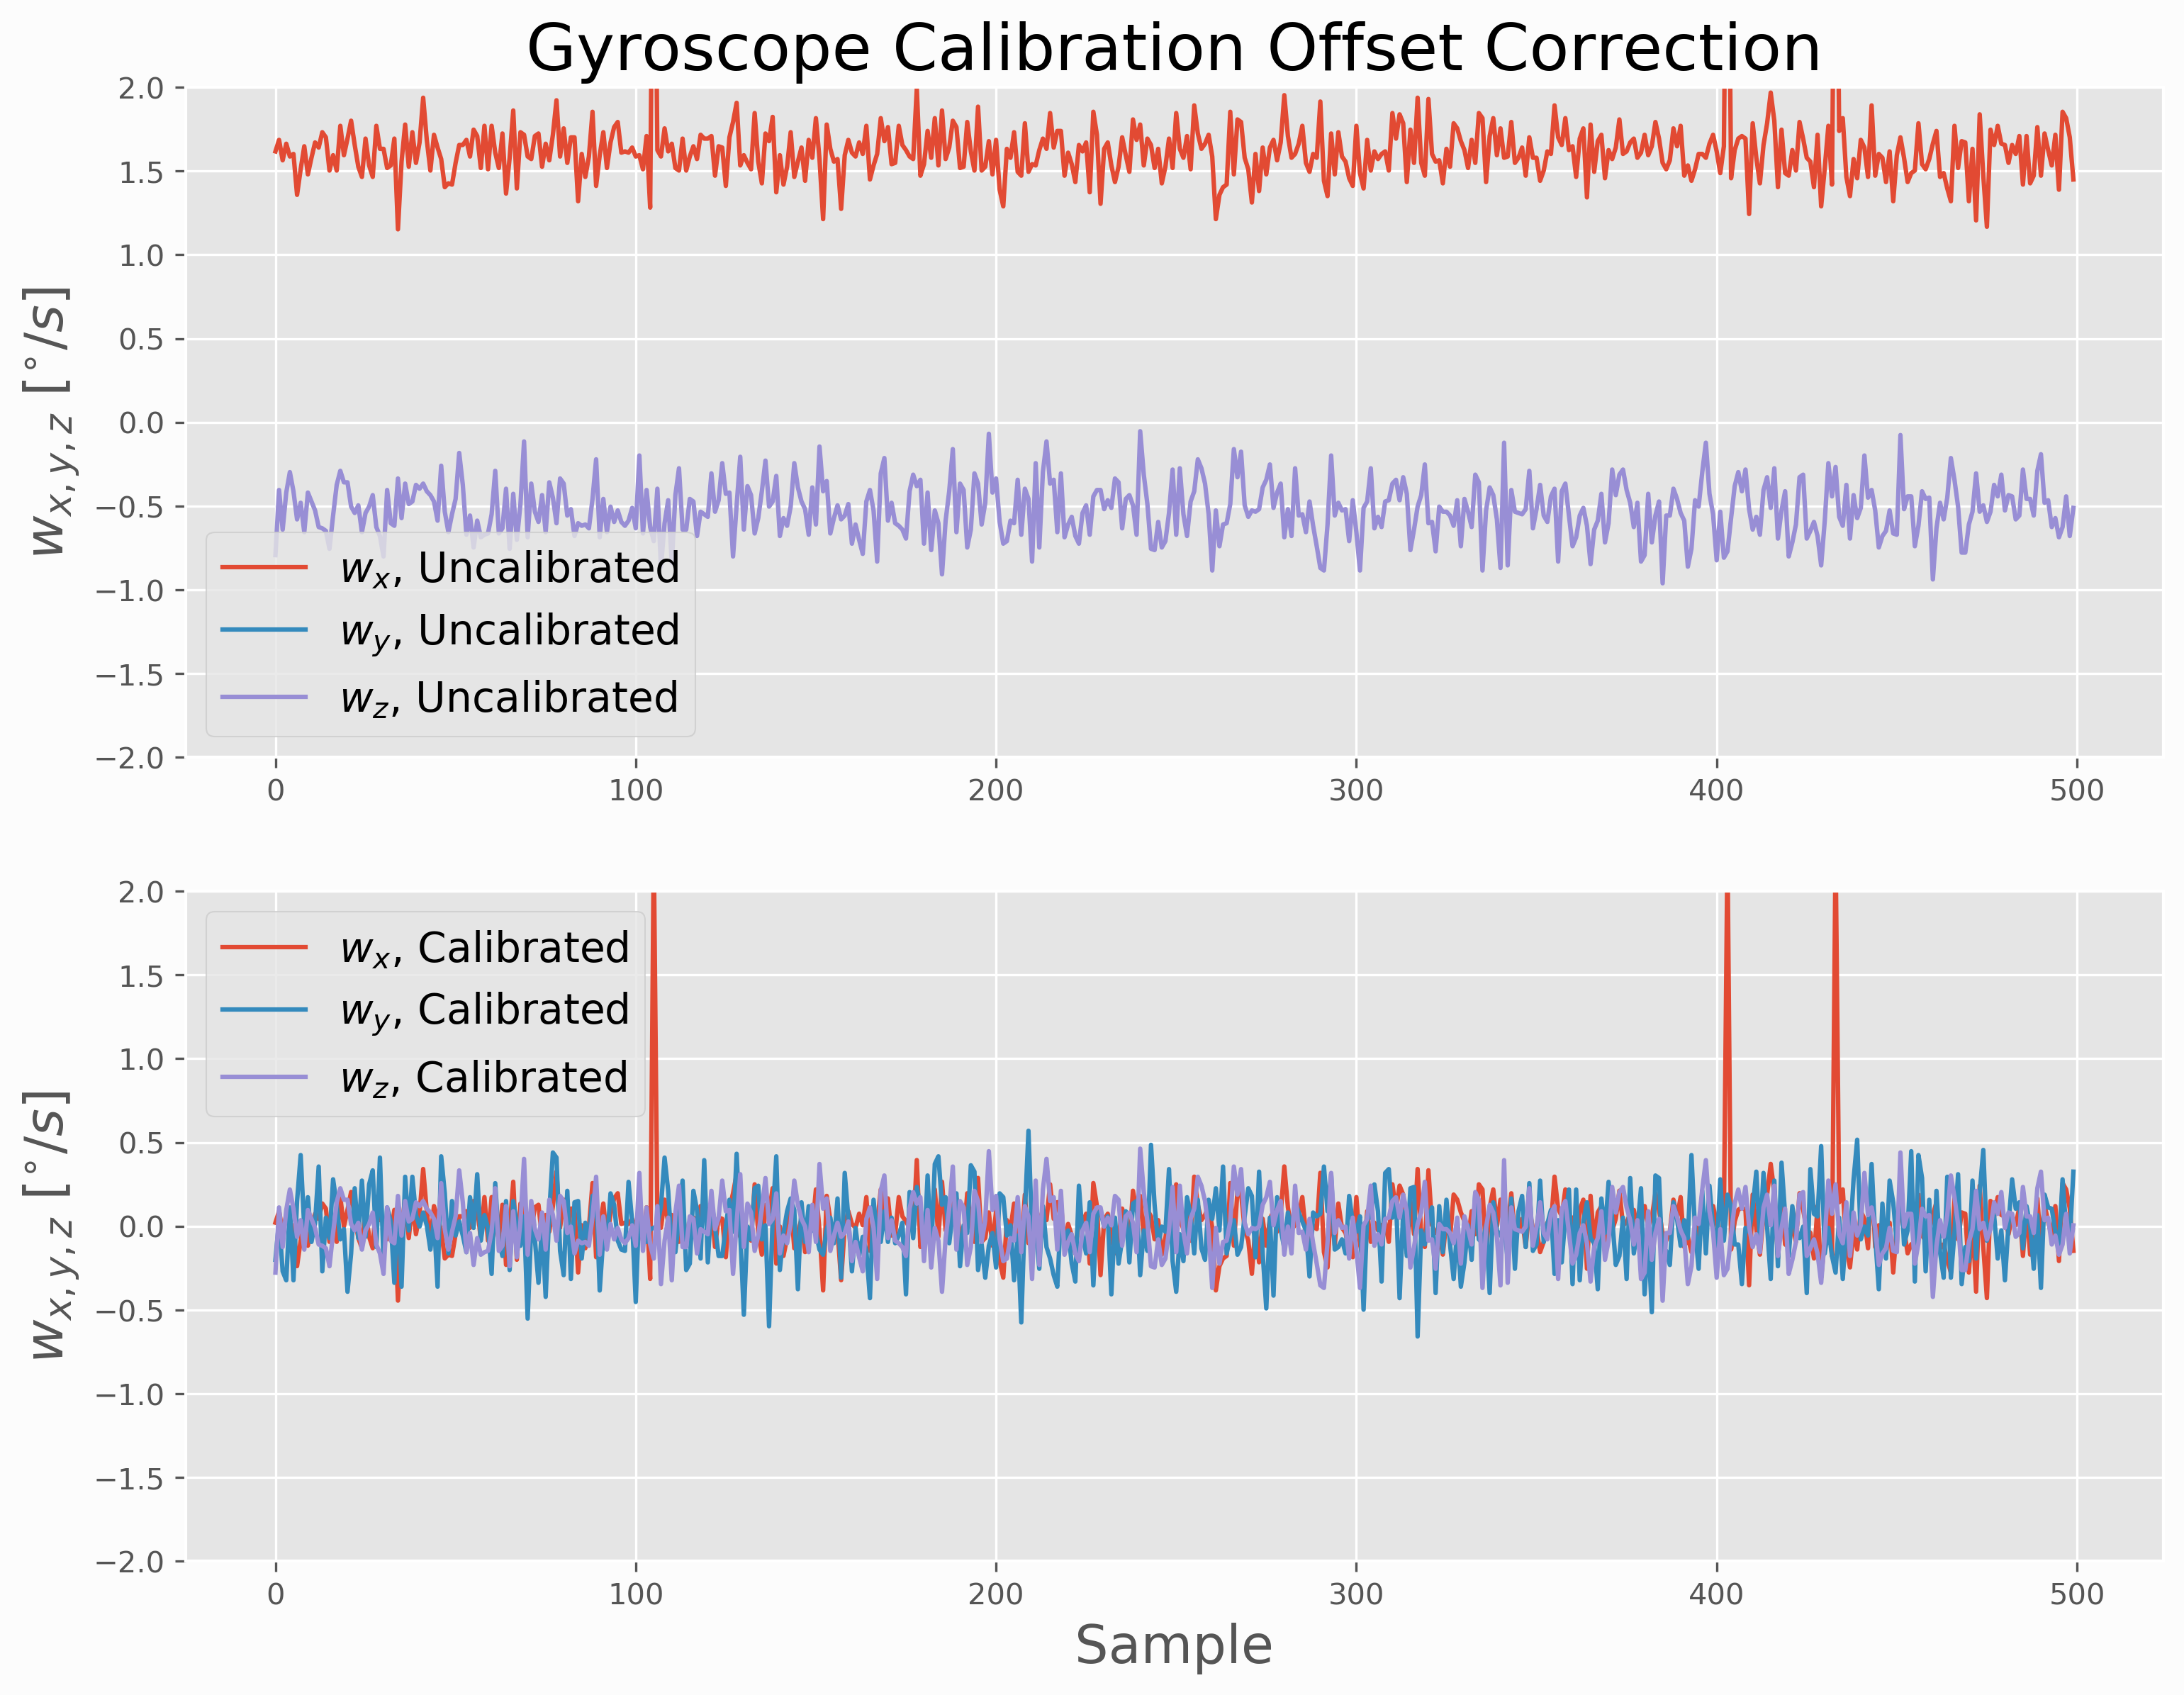 Gyroscope Calibration Offset Correction
2.0
1.5
1.0
0.5
0.0
−0.5
−1.0
−1.5
−2.0
w_{x,y,z} [°/s]
w_x, Uncalibrated
w_y, Uncalibrated
w_z, Uncalibrated
0 100 200 300 400 500
2.0
1.5
1.0
0.5
0.0
−0.5
−1.0
−1.5
−2.0
w_{x,y,z} [°/s]
w_x, Calibrated
w_y, Calibrated
w_z, Calibrated
0 100 200 300 400 500
Sample